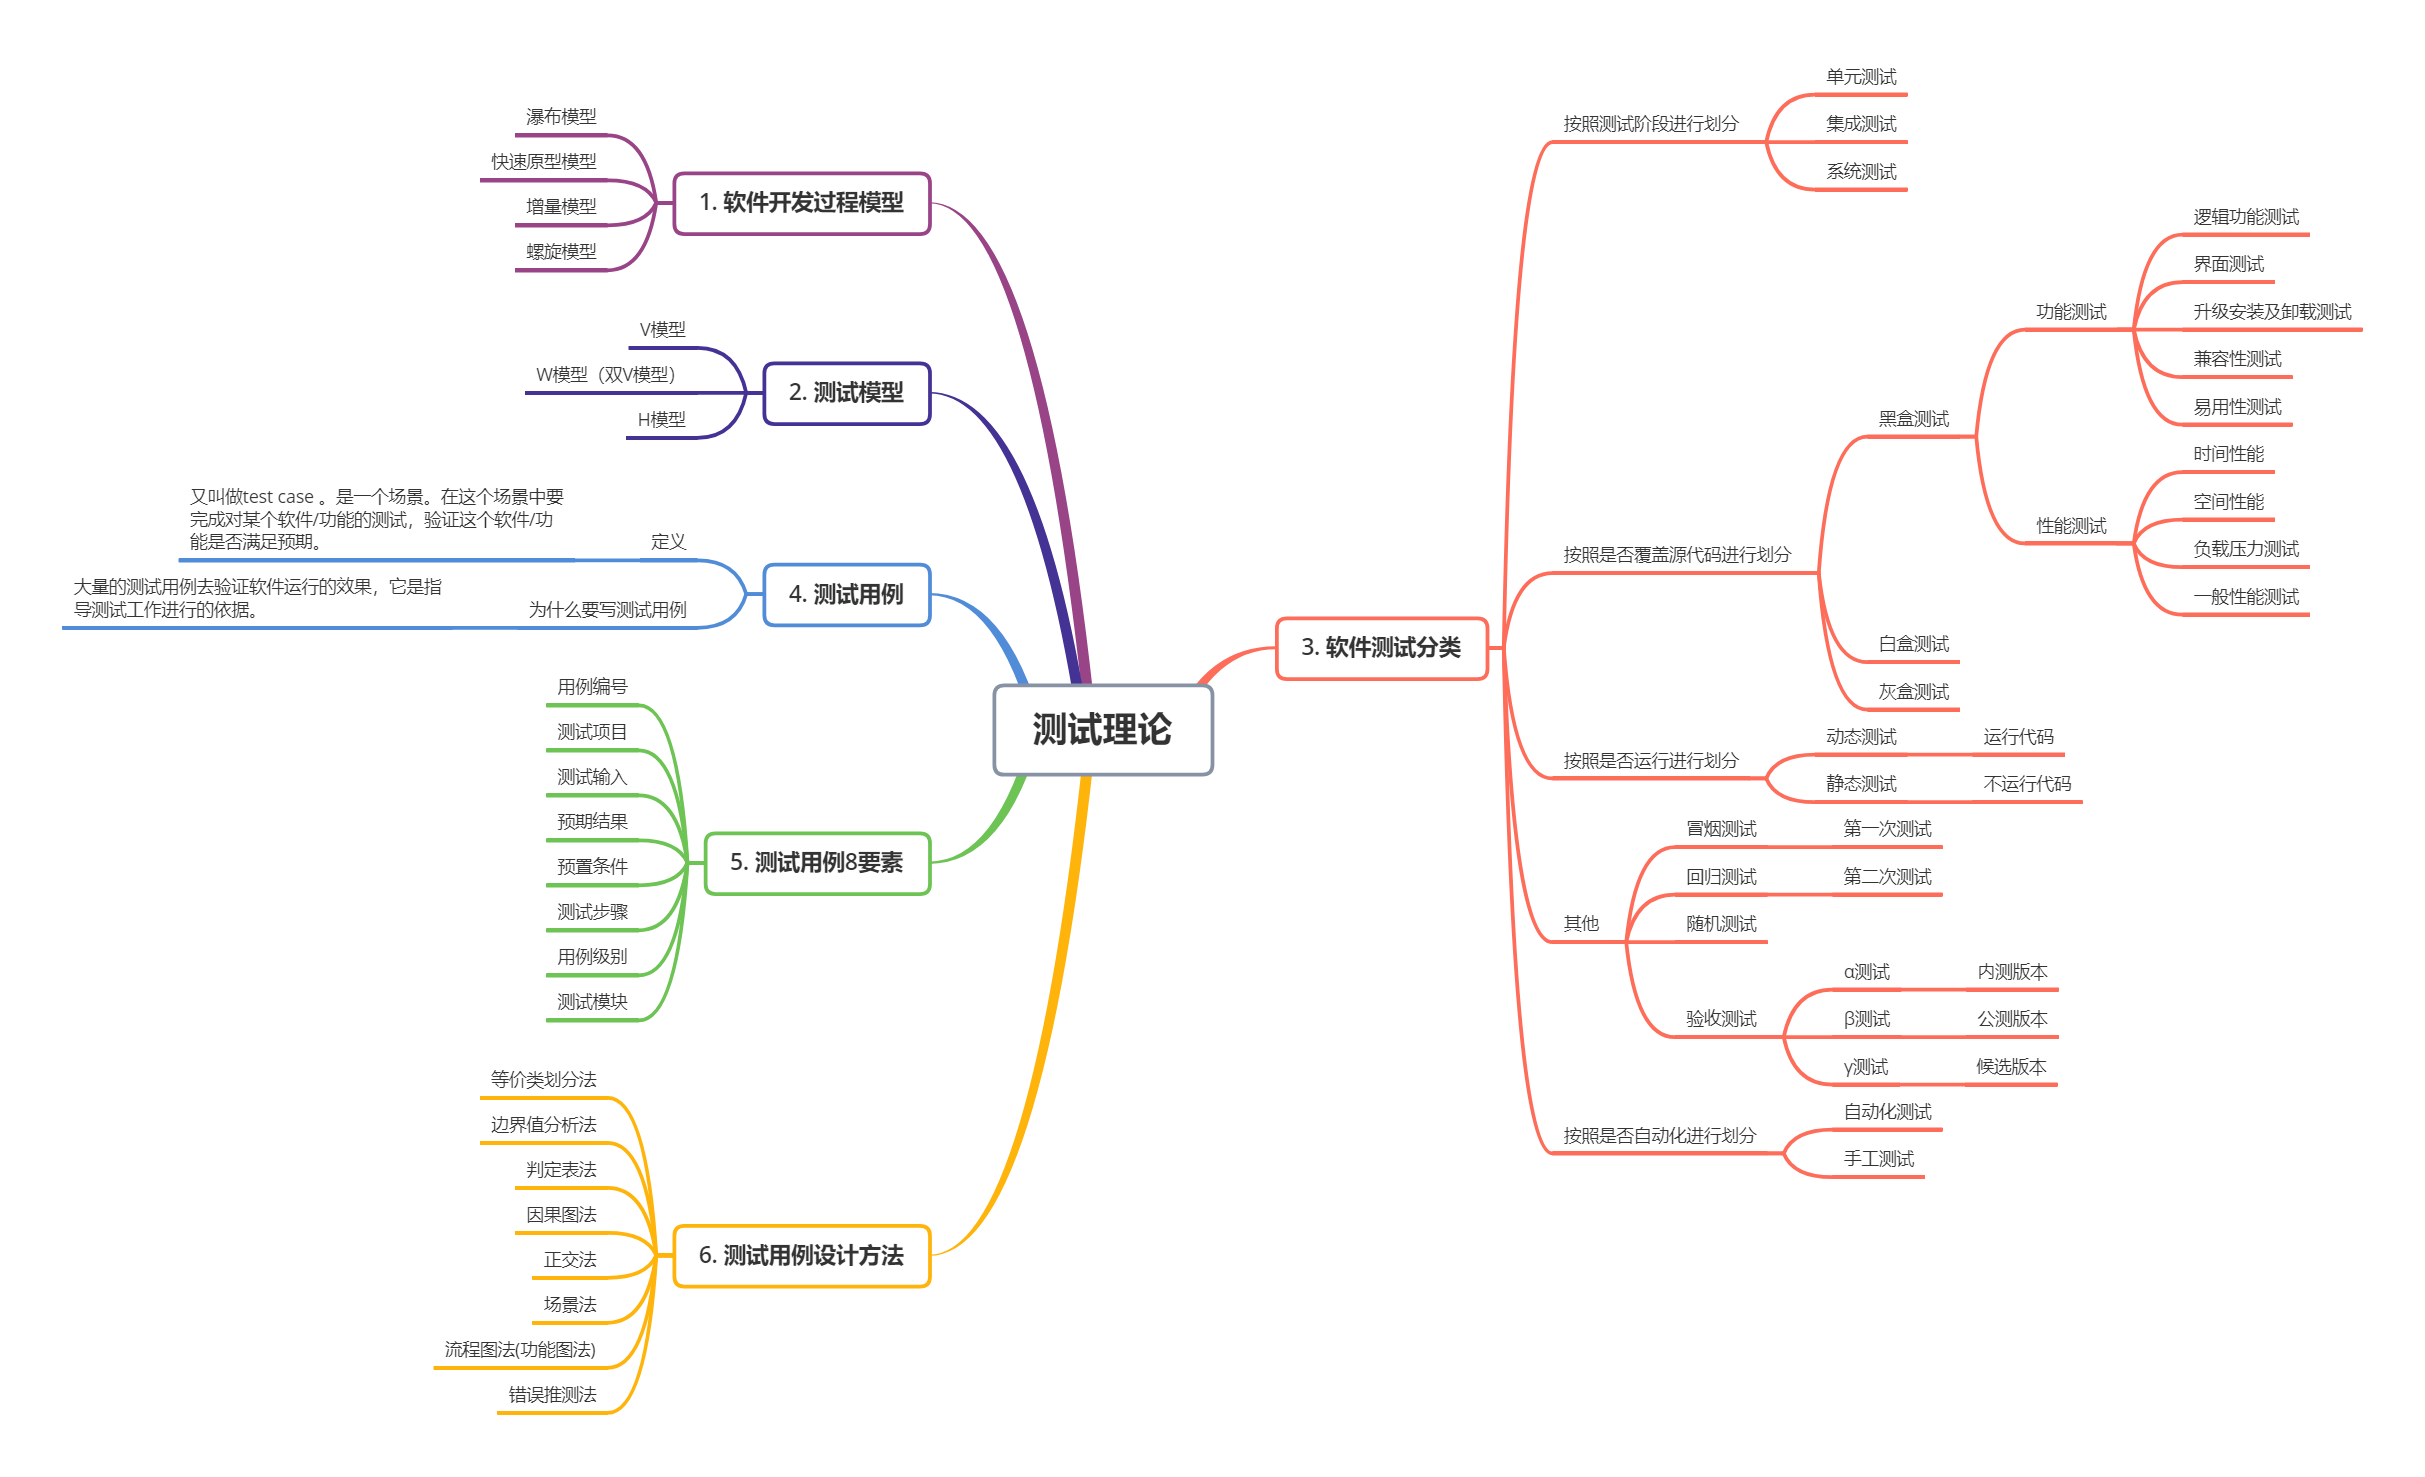 测试理论
1. 软件开发过程模型
瀑布模型
快速原型模型
增量模型
螺旋模型
2. 测试模型
V模型
W模型（双V模型）
H模型
3. 软件测试分类
按照测试阶段进行划分
单元测试
集成测试
系统测试
按照是否覆盖源代码进行划分
黑盒测试
功能测试
逻辑功能测试
界面测试
升级安装及卸载测试
兼容性测试
易用性测试
性能测试
时间性能
空间性能
负载压力测试
一般性能测试
白盒测试
灰盒测试
按照是否运行进行划分
动态测试
运行代码
静态测试
不运行代码
其他
冒烟测试
第一次测试
回归测试
第二次测试
随机测试
验收测试
α测试
内测版本
β测试
公测版本
γ测试
候选版本
按照是否自动化进行划分
自动化测试
手工测试
4. 测试用例
定义
又叫做test case 。是一个场景。在这个场景中要
完成对某个软件/功能的测试，验证这个软件/功
能是否满足预期。
为什么要写测试用例
大量的测试用例去验证软件运行的效果，它是指
导测试工作进行的依据。
5. 测试用例8要素
用例编号
测试项目
测试输入
预期结果
预置条件
测试步骤
用例级别
测试模块
6. 测试用例设计方法
等价类划分法
边界值分析法
判定表法
因果图法
正交法
场景法
流程图法(功能图法)
错误推测法